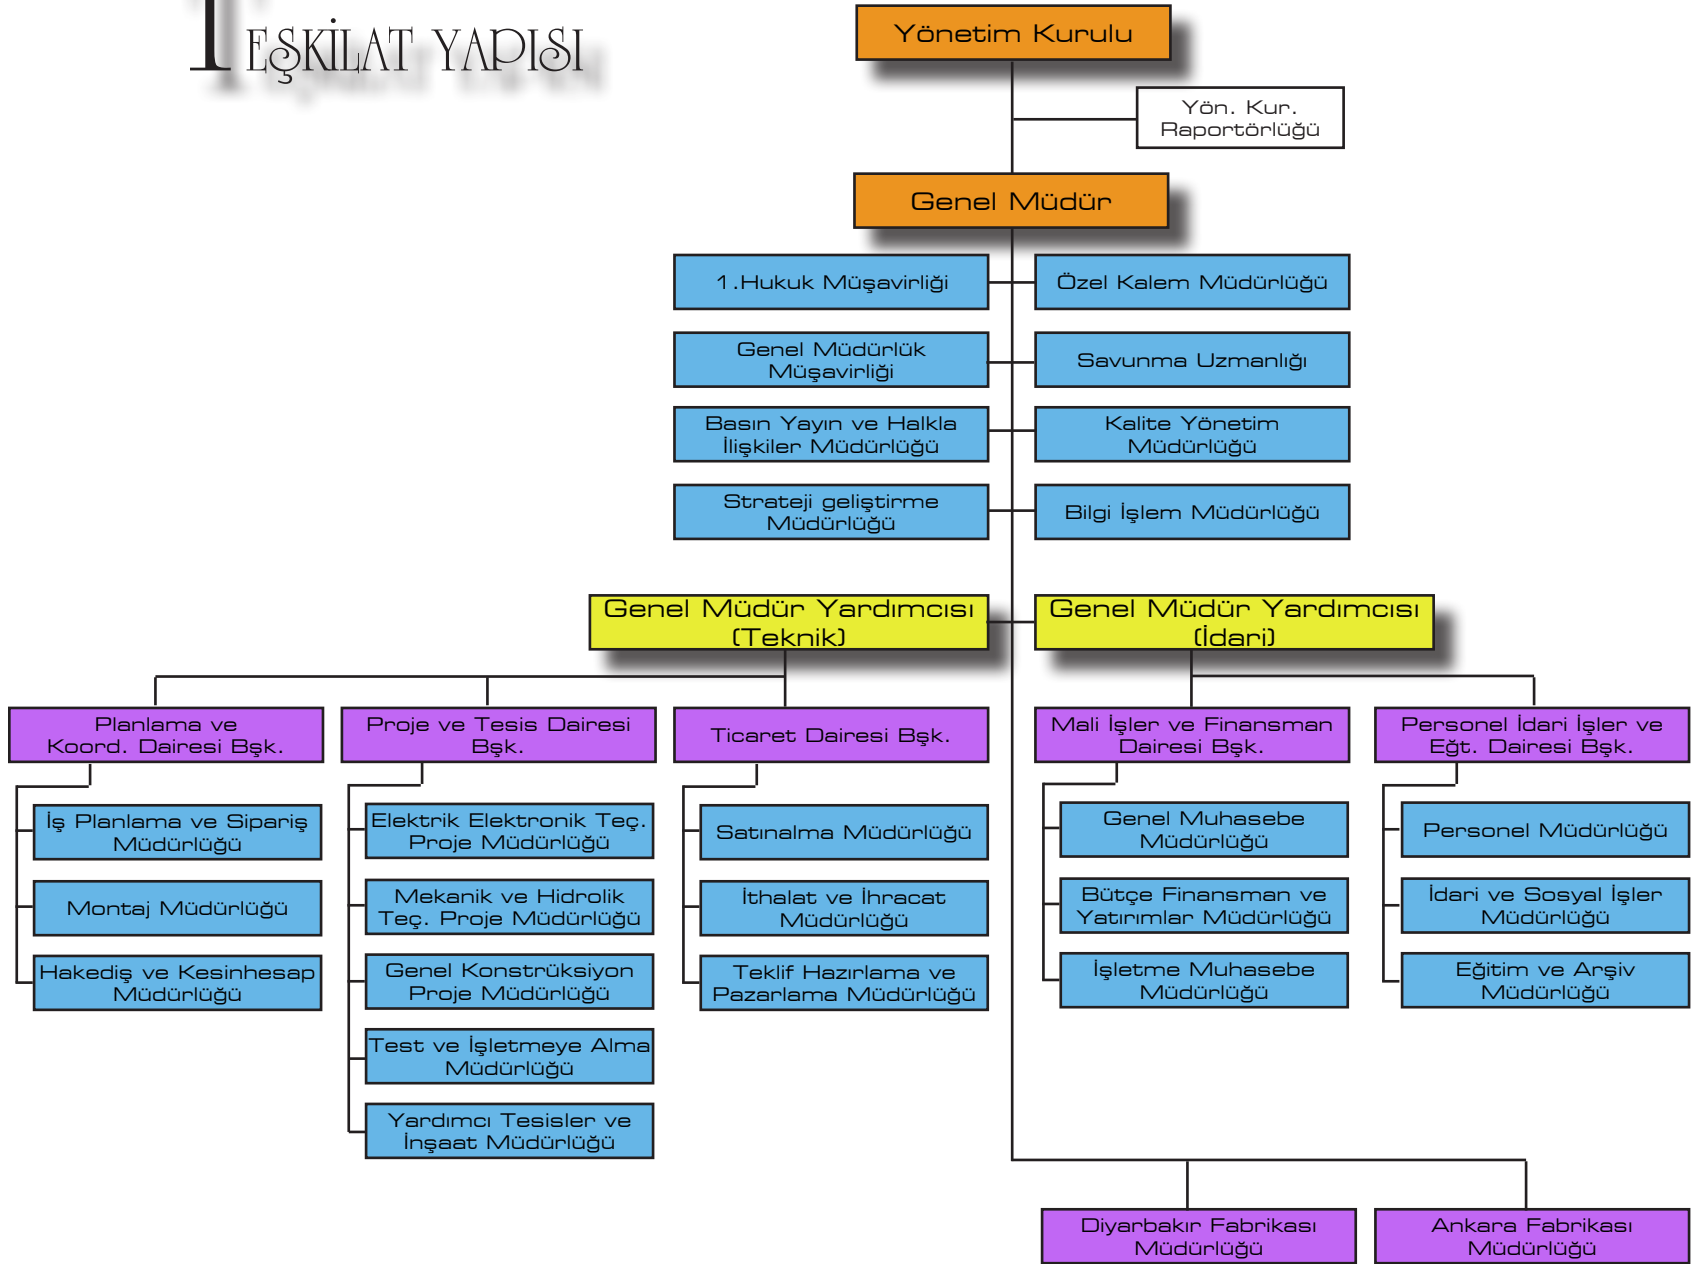 TEŞKİLAT YAPISI
Yönetim Kurulu
Yön. Kur.
Raportörlüğü
Genel Müdür
1.Hukuk Müşavirliği
Özel Kalem Müdürlüğü
Genel Müdürlük
Müşavirliği
Savunma Uzmanlığı
Basın Yayın ve Halkla
İlişkiler Müdürlüğü
Kalite Yönetim
Müdürlüğü
Strateji geliştirme
Müdürlüğü
Bilgi İşlem Müdürlüğü
Genel Müdür Yardımcısı
(Teknik)
Genel Müdür Yardımcısı
(İdari)
Planlama ve
Koord. Dairesi Bşk.
Proje ve Tesis Dairesi
Bşk.
Ticaret Dairesi Bşk.
Mali İşler ve Finansman
Dairesi Bşk.
Personel İdari İşler ve
Eğt. Dairesi Bşk.
İş Planlama ve Sipariş
Müdürlüğü
Montaj Müdürlüğü
Hakediş ve Kesinhesap
Müdürlüğü
Elektrik Elektronik Teç.
Proje Müdürlüğü
Mekanik ve Hidrolik
Teç. Proje Müdürlüğü
Genel Konstrüksiyon
Proje Müdürlüğü
Test ve İşletmeye Alma
Müdürlüğü
Yardımcı Tesisler ve
İnşaat Müdürlüğü
Satınalma Müdürlüğü
İthalat ve İhracat
Müdürlüğü
Teklif Hazırlama ve
Pazarlama Müdürlüğü
Genel Muhasebe
Müdürlüğü
Bütçe Finansman ve
Yatırımlar Müdürlüğü
İşletme Muhasebe
Müdürlüğü
Personel Müdürlüğü
İdari ve Sosyal İşler
Müdürlüğü
Eğitim ve Arşiv
Müdürlüğü
Diyarbakır Fabrikası
Müdürlüğü
Ankara Fabrikası
Müdürlüğü